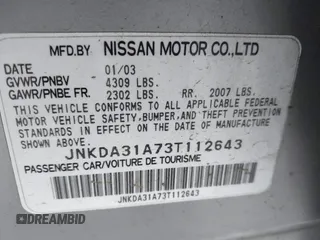 MFD.BY NISSAN MOTOR CO.,LTD
DATE 01/03
GVWR/PNBV 4309 LBS.
GAWR/PNBE FR. 2302 LBS. RR. 2007 LBS.
THIS VEHICLE CONFORMS TO ALL APPLICABLE FEDERAL
MOTOR VEHICLE SAFETY,BUMPER,AND THEFT PREVENTION
STANDARDS IN EFFECT ON THE DATE OF MANUFACTURE
SHOWN ABOVE.
JNKDA31A73T112643
PASSENGER CAR/VOITURE DE TOURISME
JNKDA31A73T112643
DREAMBID